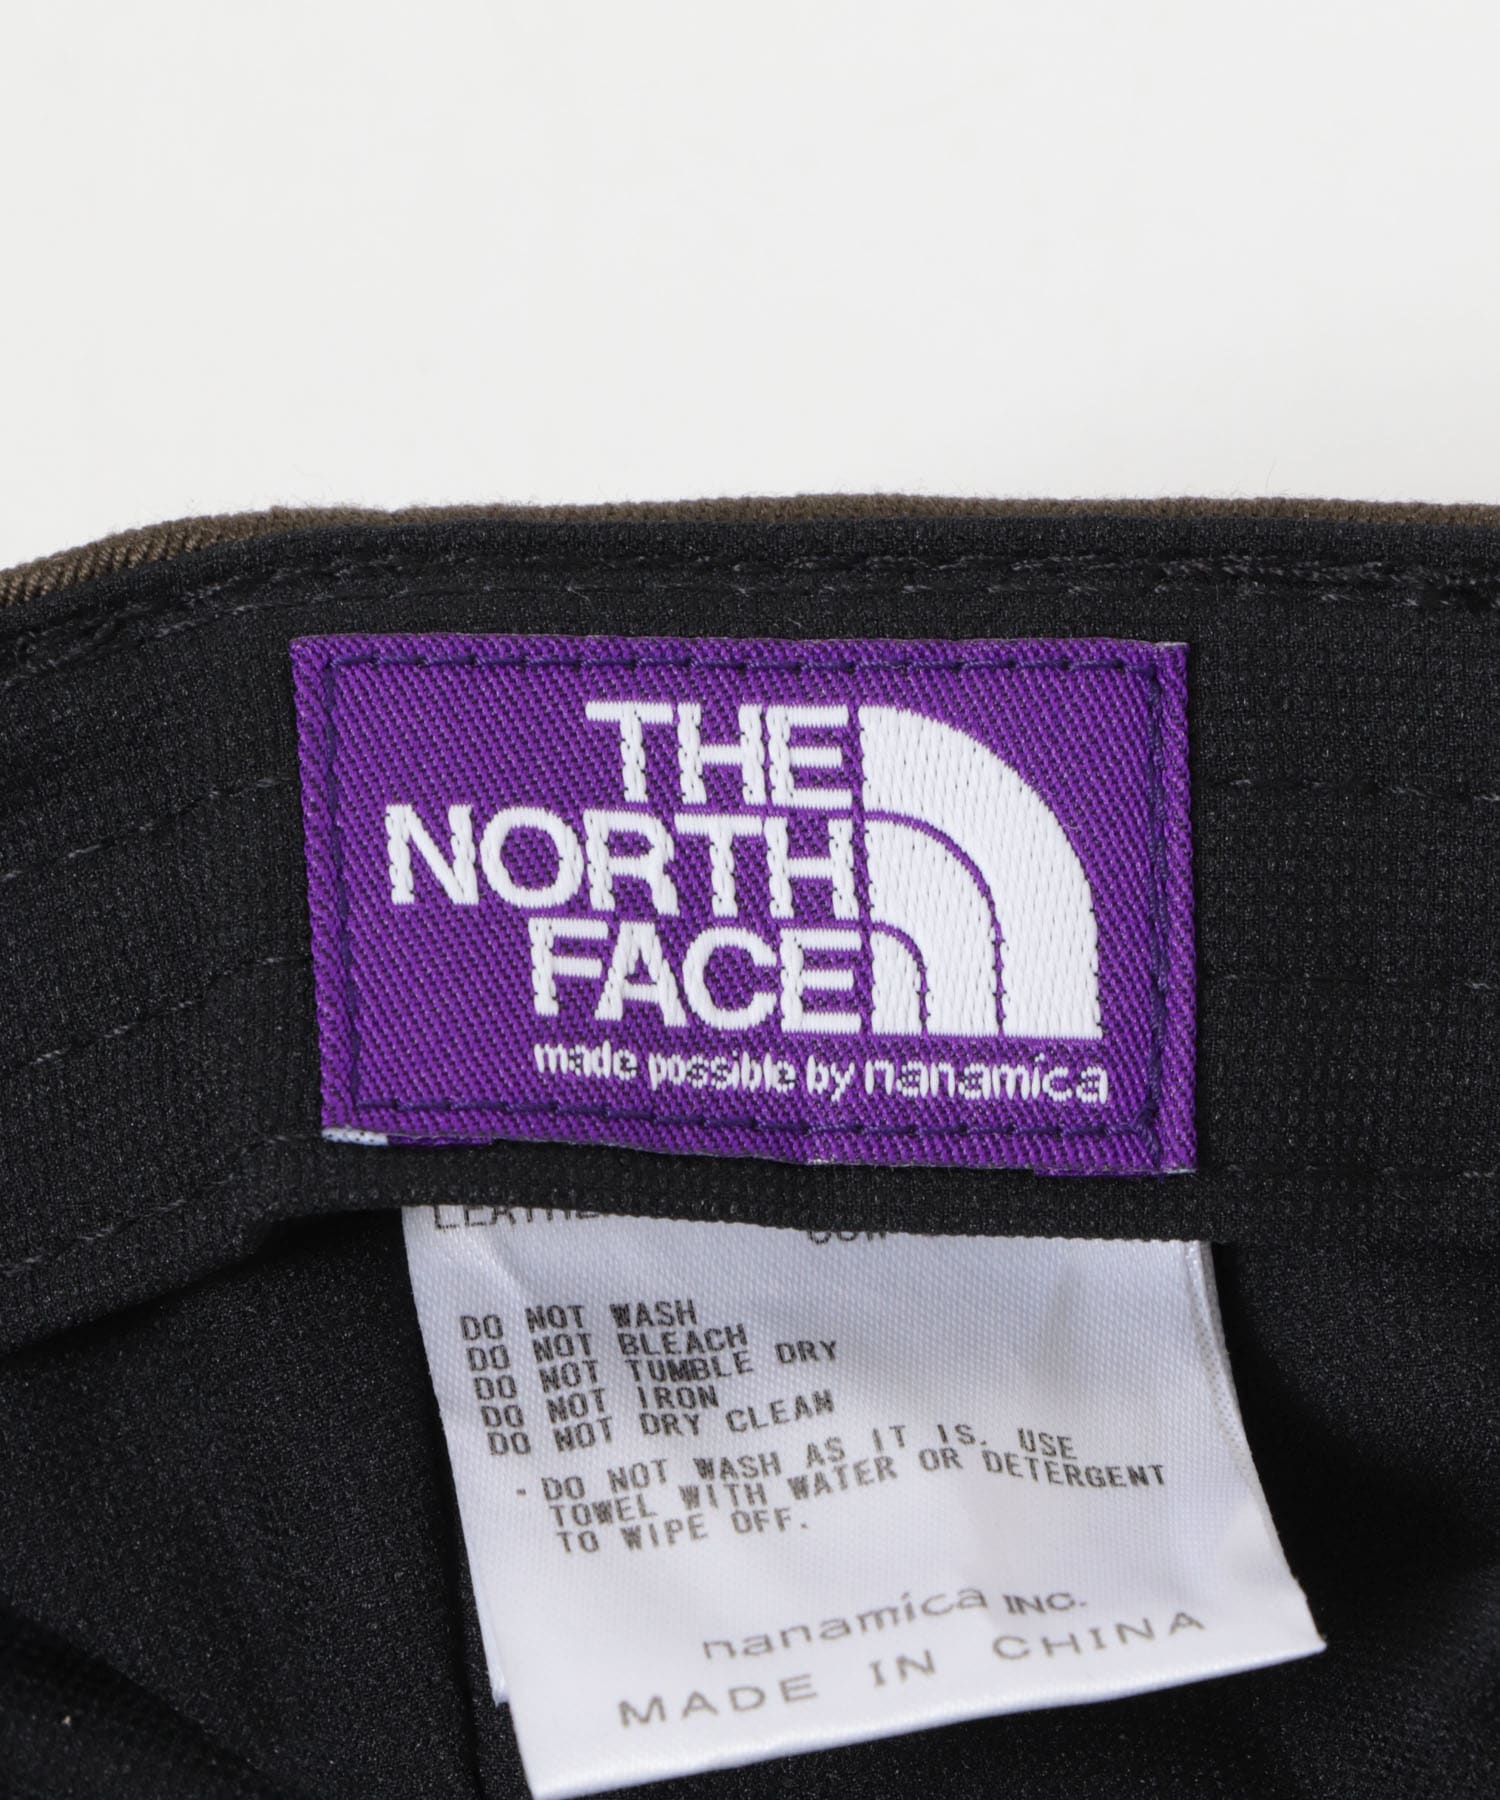 THE
NORTH
FACE
made possible by nanamica
DO NOT WASH
DO NOT BLEACH
DO NOT TUMBLE DRY
DO NOT IRON
DO NOT DRY CLEAN
- DO NOT WASH AS IT IS. USE
TOWEL WITH WATER OR DETERGENT
TO WIPE OFF.
nanamica INC.
MADE IN CHINA